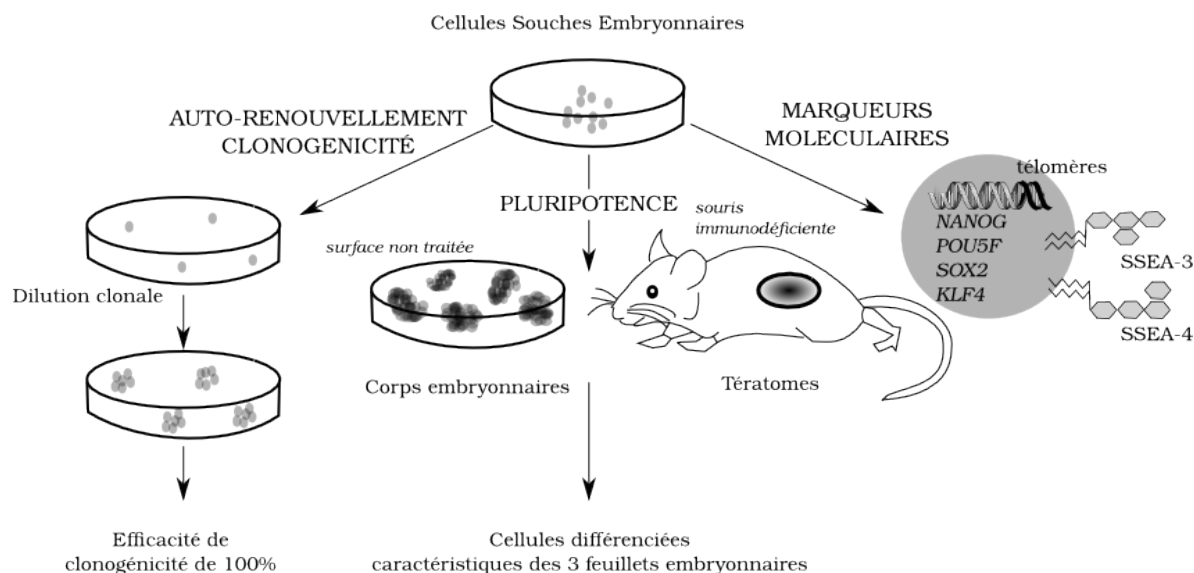 Cellules Souches Embryonnaires
AUTO-RENOUVELLEMENT
CLONOGENICITÉ
MARQUEURS
MOLECULAIRES
PLURIPOTENCE
télomères
NANOG
POU5F
SOX2
KLF4
SSEA-3
SSEA-4
surface non traitée
souris
immunodéficiente
Dilution clonale
Corps embryonnaires
Tératomes
Efficacité de
clonogénicité de 100%
Cellules différenciées
caractéristiques des 3 feuillets embryonnaires